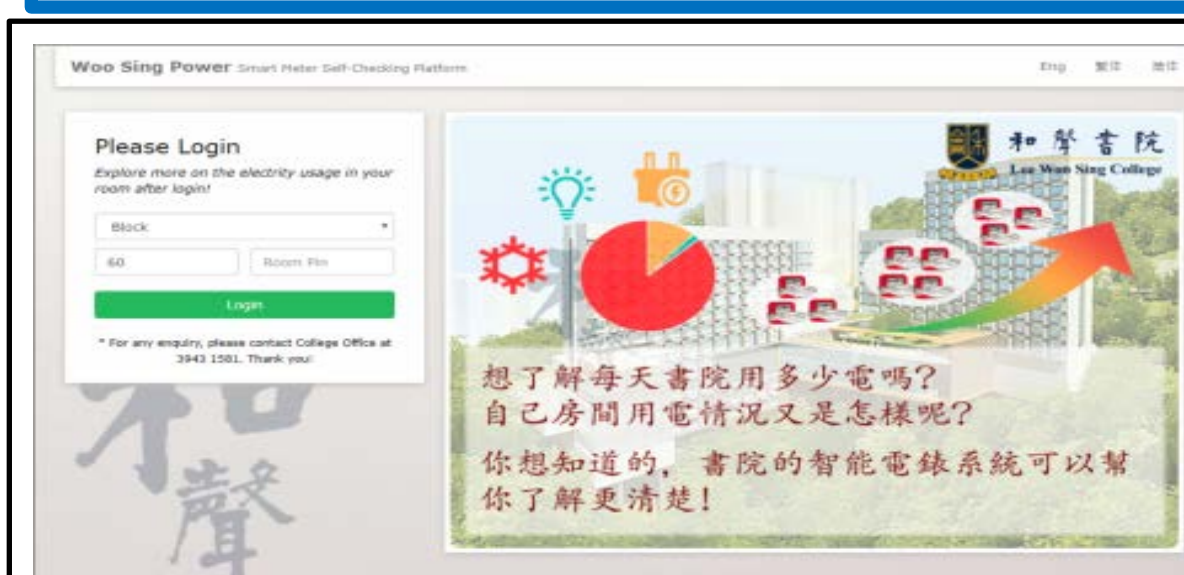 Woo Sing Power Smart Meter Self-Checking Platform
Eng 繁體 简体
Please Login
Explore more on the electrity usage in your
room after login!
Block
60 Room Pin
Login
* For any enquiry, please contact College Office at
3943 1581. Thank you!
和聲
和聲書院
Lee Woo Sing College
想了解每天書院用多少電嗎?
自己房間用電情況又是怎樣呢?
你想知道的, 書院的智能電錶系統可以幫
你了解更清楚!